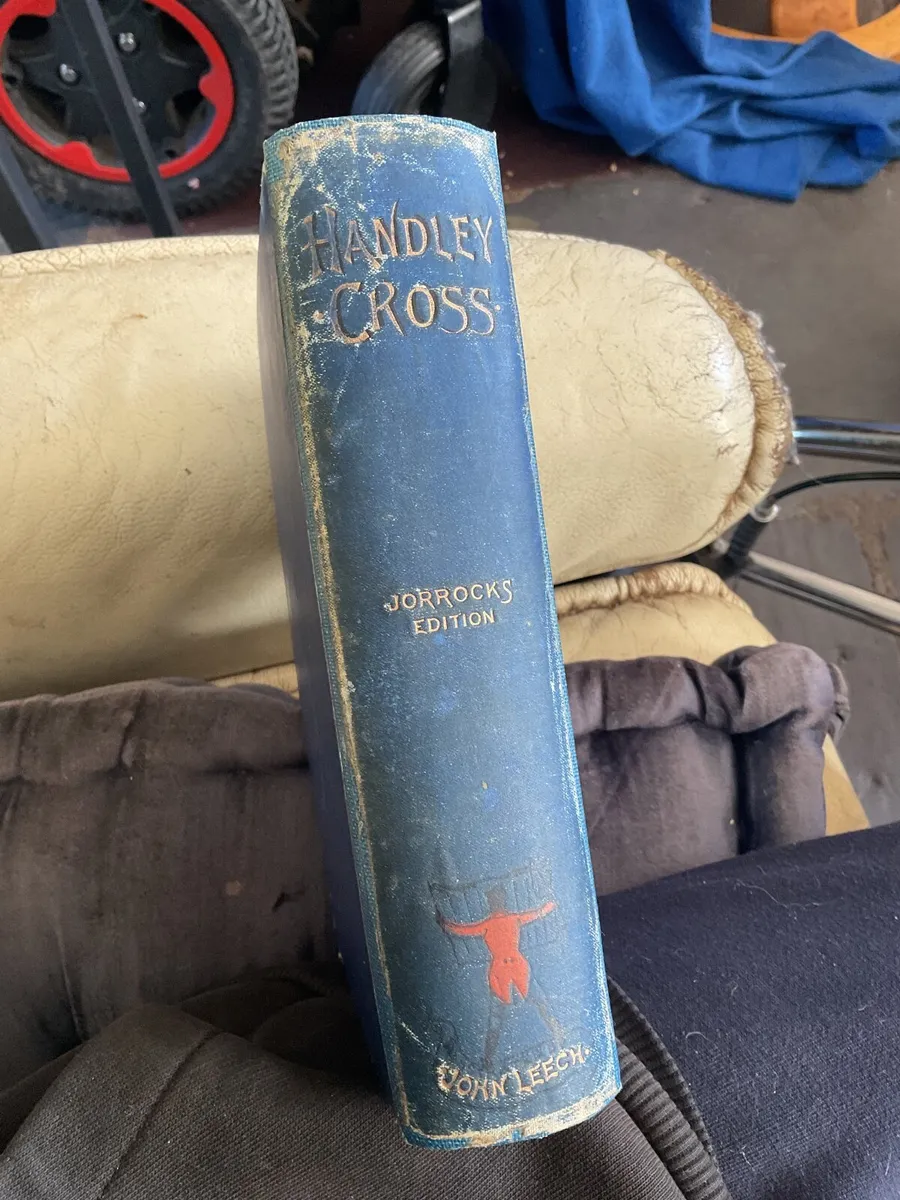 HANDLEY
·CROSS·
JORROCKS
EDITION
JOHN LEECH·